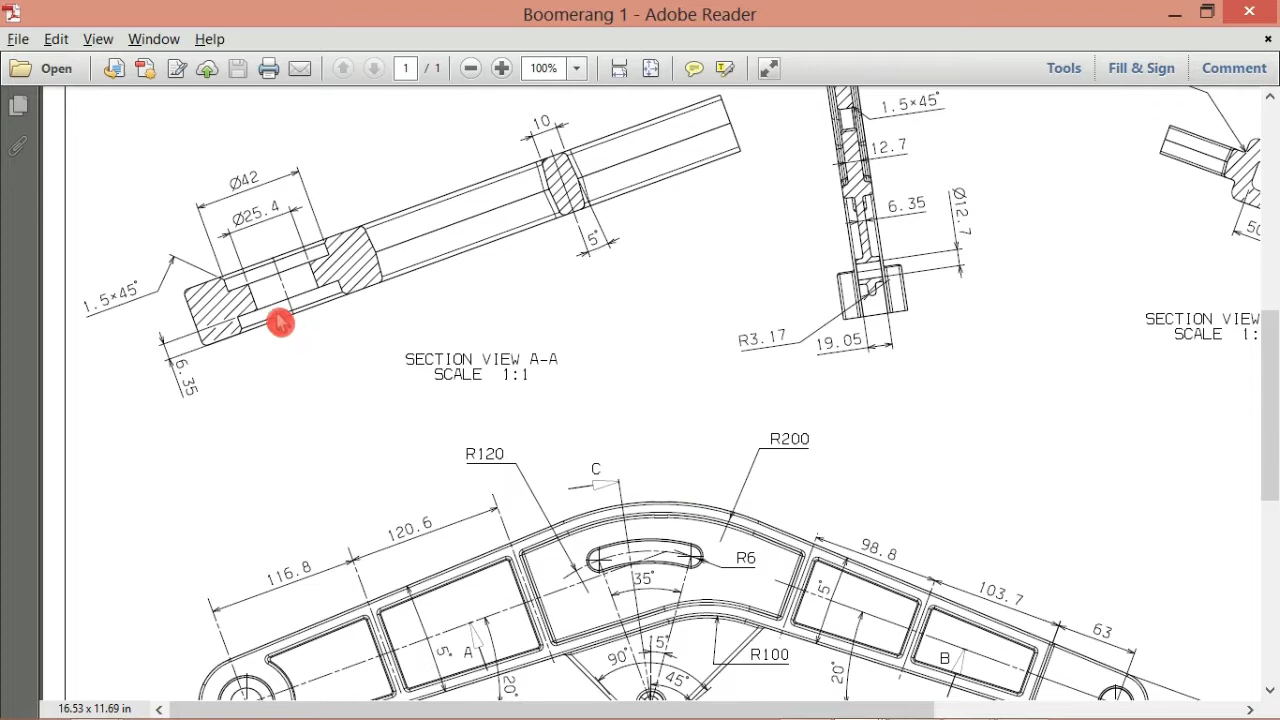 Boomerang 1 - Adobe Reader
File Edit View Window Help
Open 1 / 1 100% Tools Fill & Sign Comment
10
Ø42
Ø25.4
1.5×45°
5°
6.35
SECTION VIEW A-A
SCALE 1:1
1.5×45°
12.7
6.35
Ø12.7
R3.17
19.05
50
SECTION VIEW
SCALE 1:
R120
R200
C
120.6
116.8
R6
35°
98.8
103.7
63
5°
5°
A
B
15°
90°
45°
R100
20°
20°
16.53 x 11.69 in